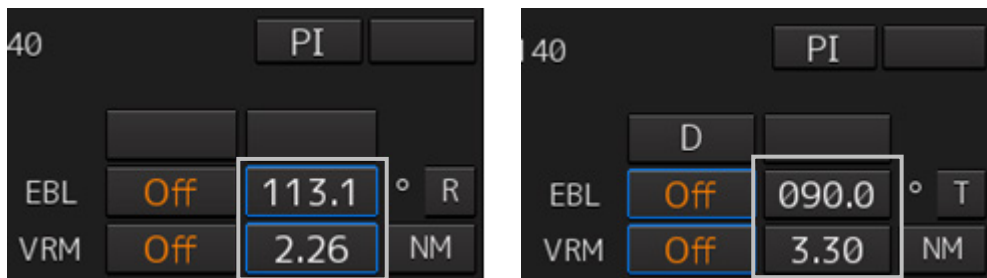 40 PI
EBL Off 113.1 ° R
VRM Off 2.26 NM
140 PI
D
EBL Off 090.0 ° T
VRM Off 3.30 NM